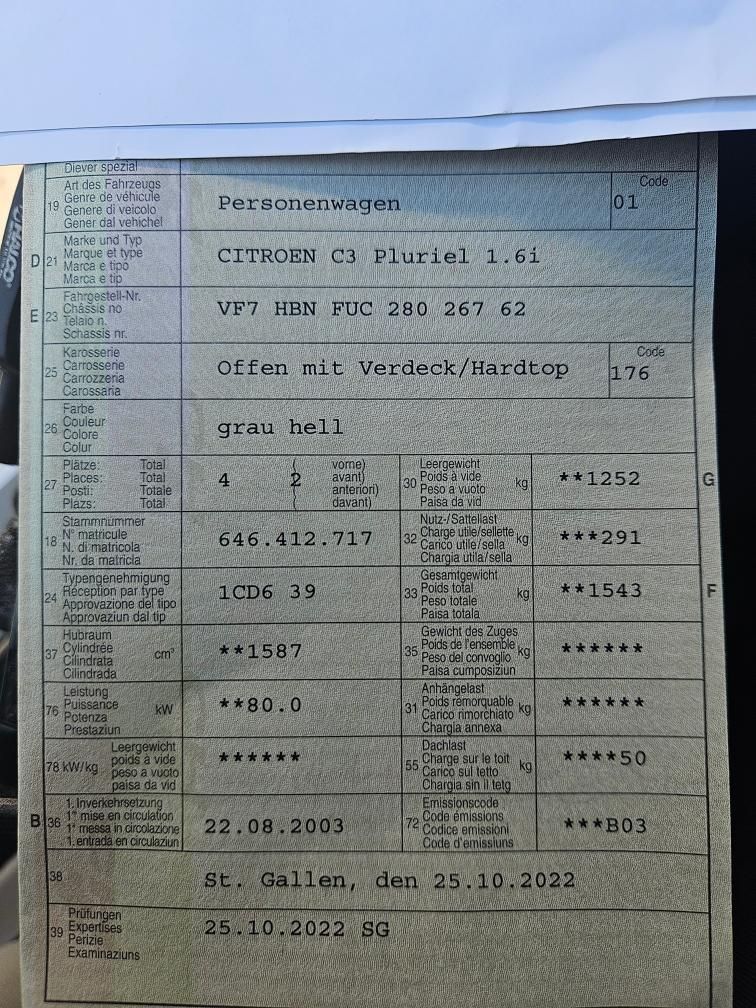 Diever spezial
19 Art des Fahrzeugs
Genre de véhicule
Genere di veicolo
Gener dal vehichel
Personenwagen
Code
01
D 21 Marke und Typ
Marque et type
Marca e tipo
Marca e tip
CITROEN C3 Pluriel 1.6i
E 23 Fahrgestell-Nr.
Châssis no
Telaio n.
Schassis nr.
VF7 HBN FUC 280 267 62
25 Karosserie
Carrosserie
Carrozzeria
Carossaria
Offen mit Verdeck/Hardtop
Code
176
26 Farbe
Couleur
Colore
Colur
grau hell
27 Plätze: Total
Places: Total
Posti: Totale
Plazs: Total
4 ( 2 vorne)
avant)
anteriori)
davant)
30 Leergewicht
Poids à vide kg
Peso a vuoto
Paisa da vid
**1252 G
18 Stammnummer
N° matricule
N. di matricola
Nr. da matricla
646.412.717
32 Nutz-/Sattellast
Charge utile/sellette kg
Carico utile/sella
Chargia utila/sella
***291
24 Typengenehmigung
Réception par type
Approvazione del tipo
Approvaziun dal tip
1CD6 39
33 Gesamtgewicht
Poids total kg
Peso totale
Paisa totala
**1543 F
37 Hubraum
Cylindrée cm³
Cilindrata
Cilindrada
**1587
35 Gewicht des Zuges
Poids de l'ensemble kg
Peso del convoglio
Paisa cumposiziun
******
76 Leistung
Puissance kW
Potenza
Prestaziun
**80.0
31 Anhängelast
Poids remorquable kg
Carico rimorchiato
Chargia annexa
******
78 kW/kg Leergewicht
poids à vide
peso a vuoto
paisa da vid
******
55 Dachlast
Charge sur le toit kg
Carico sul tetto
Chargia sin il tetg
****50
B 36 1. Inverkehrsetzung
1re mise en circulation
1a messa in circolazione
1. entrada en circulaziun
22.08.2003
72 Emissionscode
Code émissions
Codice emissioni
Code d'emissiuns
***B03
38 St. Gallen, den 25.10.2022
39 Prüfungen
Expertises
Perizie
Examinaziuns
25.10.2022 SG